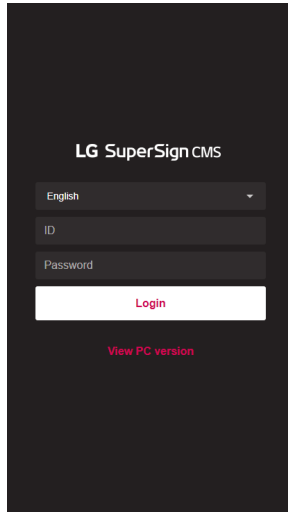 LG SuperSign CMS
English
ID
Password
Login
View PC version